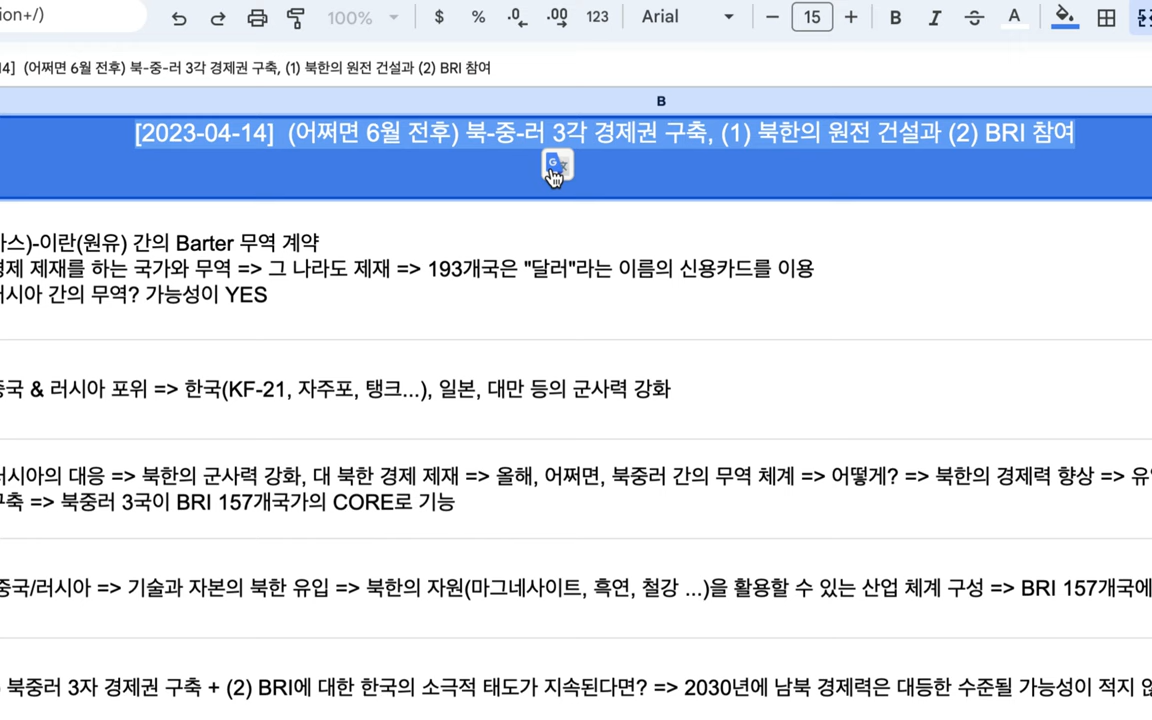 ion+/)
100%
$ % .0 .00 123 Arial - 15 + B I S A
14] (어쩌면 6월 전후) 북-중-러 3각 경제권 구축, (1) 북한의 원전 건설과 (2) BRI 참여
B
[2023-04-14] (어쩌면 6월 전후) 북-중-러 3각 경제권 구축, (1) 북한의 원전 건설과 (2) BRI 참여
스)-이란(원유) 간의 Barter 무역 계약
제 제재를 하는 국가와 무역 => 그 나라도 제재 => 193개국은 "달러"라는 이름의 신용카드를 이용
시아 간의 무역? 가능성이 YES
국 & 러시아 포위 => 한국(KF-21, 자주포, 탱크...), 일본, 대만 등의 군사력 강화
시아의 대응 => 북한의 군사력 강화, 대 북한 경제 제재 => 올해, 어쩌면, 북중러 간의 무역 체계 => 어떻게? => 북한의 경제력 향상 => 유
축 => 북중러 3국이 BRI 157개국가의 CORE로 기능
중국/러시아 => 기술과 자본의 북한 유입 => 북한의 자원(마그네사이트, 흑연, 철강 ...)을 활용할 수 있는 산업 체계 구성 => BRI 157개국에
북중러 3자 경제권 구축 + (2) BRI에 대한 한국의 소극적 태도가 지속된다면? => 2030년에 남북 경제력은 대등한 수준될 가능성이 적지